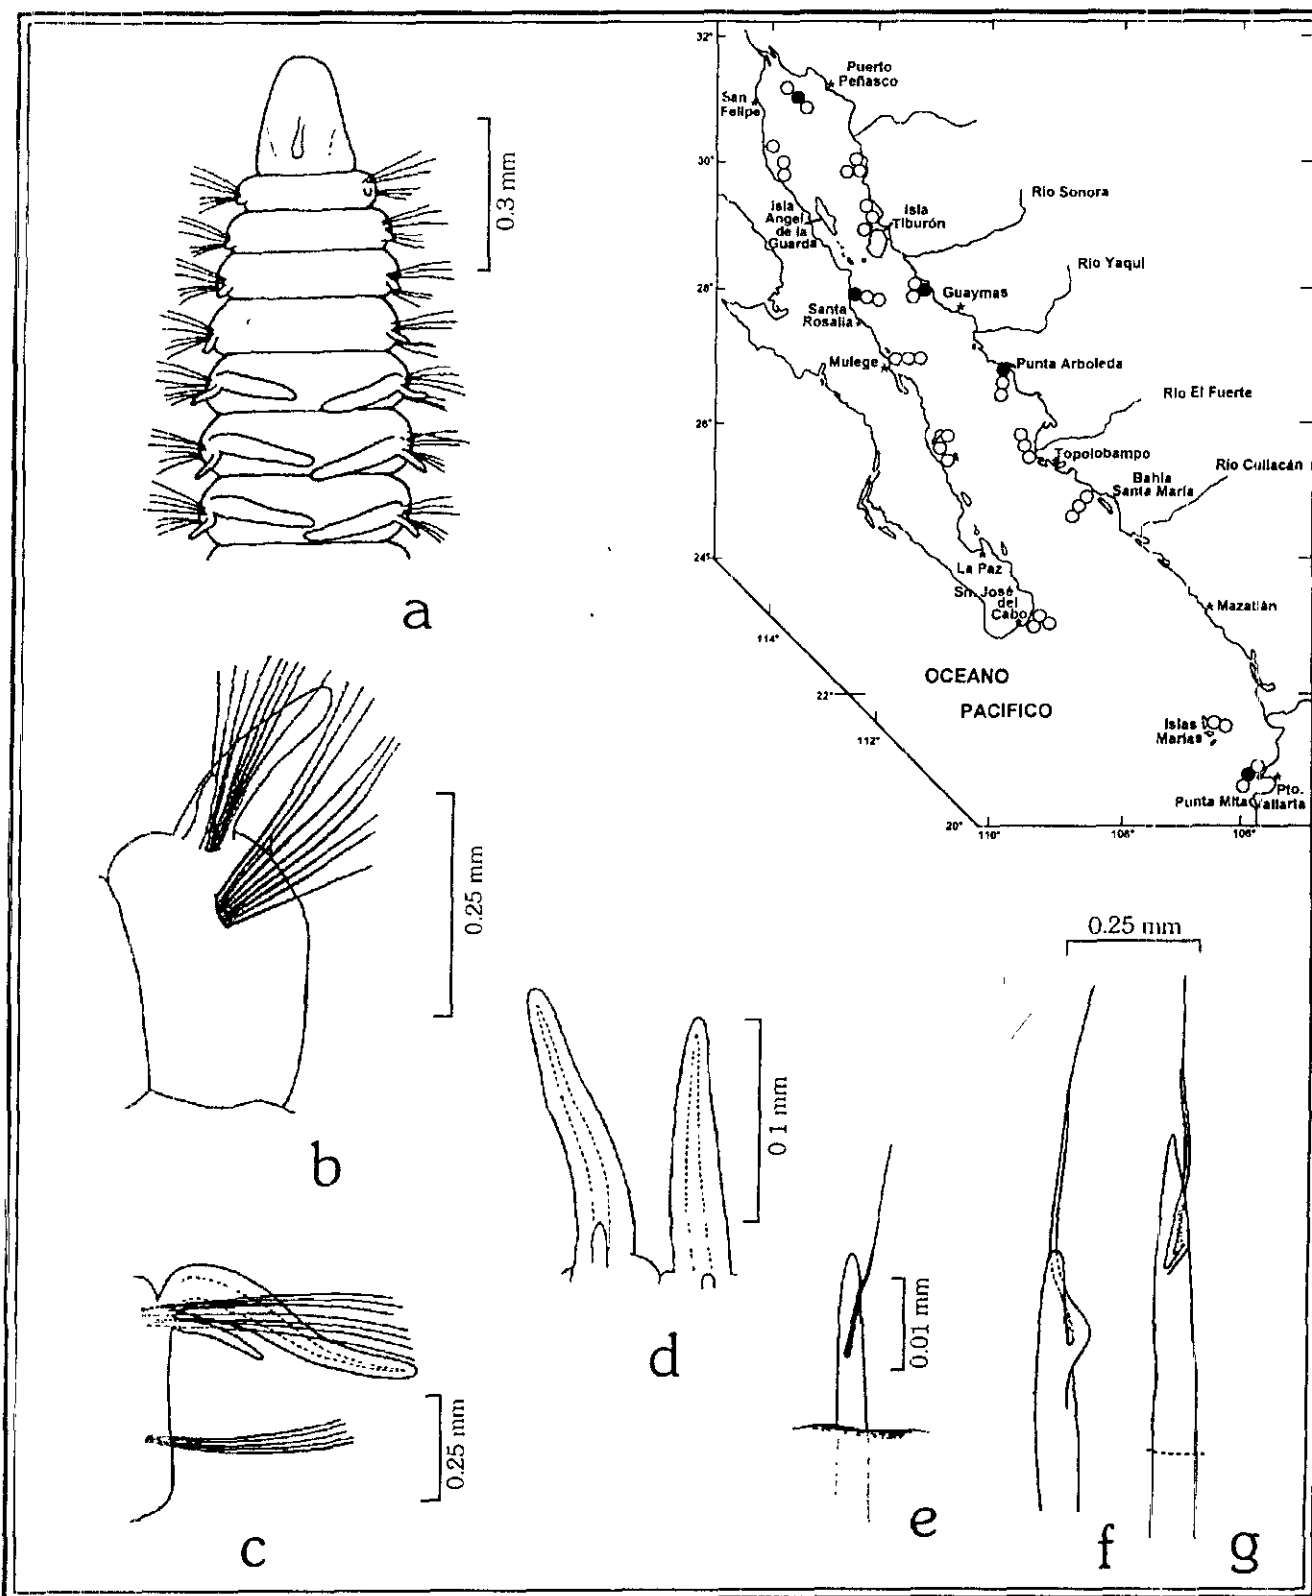 32°
Puerto
Peñasco
San
Felipe
30°
Rio Sonora
Isla
Angel
de la
Guarda
Isla
Tiburón
Rio Yaqui
28°
Guaymas
Santa
Rosalia
Mulege
Punta Arboleda
Rio El Fuerte
26°
Topolobampo
Rio Culiacán
Bahia
Santa María
24°
La Paz
Sn. José
del
Cabo
Mazatlán
114°
OCEANO
PACIFICO
22°
112°
Islas
Marias
Pto.
Punta Mita Vallarta
20°
110°
108°
106°
0.3 mm
a
0.25 mm
b
0.25 mm
c
0 1 mm
d
0.01 mm
e
0.25 mm
f
g